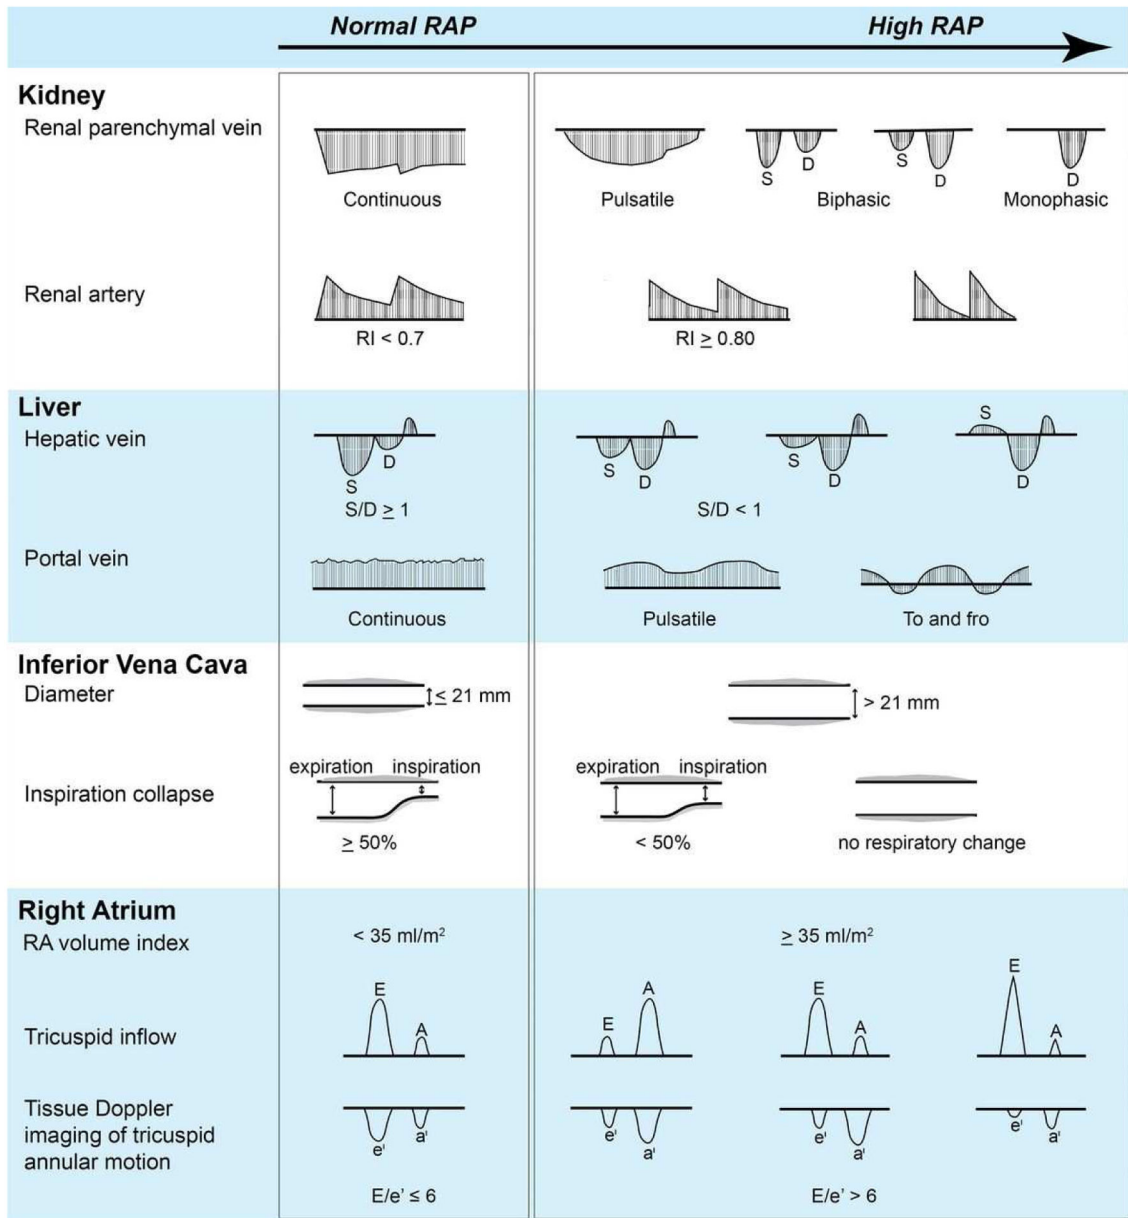 Normal RAP High RAP
Kidney
Renal parenchymal vein
S D S D D
Continuous Pulsatile Biphasic Monophasic
Renal artery
RI < 0.7 RI ≥ 0.80
Liver
Hepatic vein
S D S D S D S D
S/D ≥ 1 S/D < 1
Portal vein
Continuous Pulsatile To and fro
Inferior Vena Cava
Diameter
≤ 21 mm > 21 mm
expiration inspiration expiration inspiration
Inspiration collapse
≥ 50% < 50% no respiratory change
Right Atrium
RA volume index
< 35 ml/m² ≥ 35 ml/m²
E A E A E A E A
Tricuspid inflow
Tissue Doppler
imaging of tricuspid
annular motion
e' a' e' a' e' a' e' a'
E/e' ≤ 6 E/e' > 6